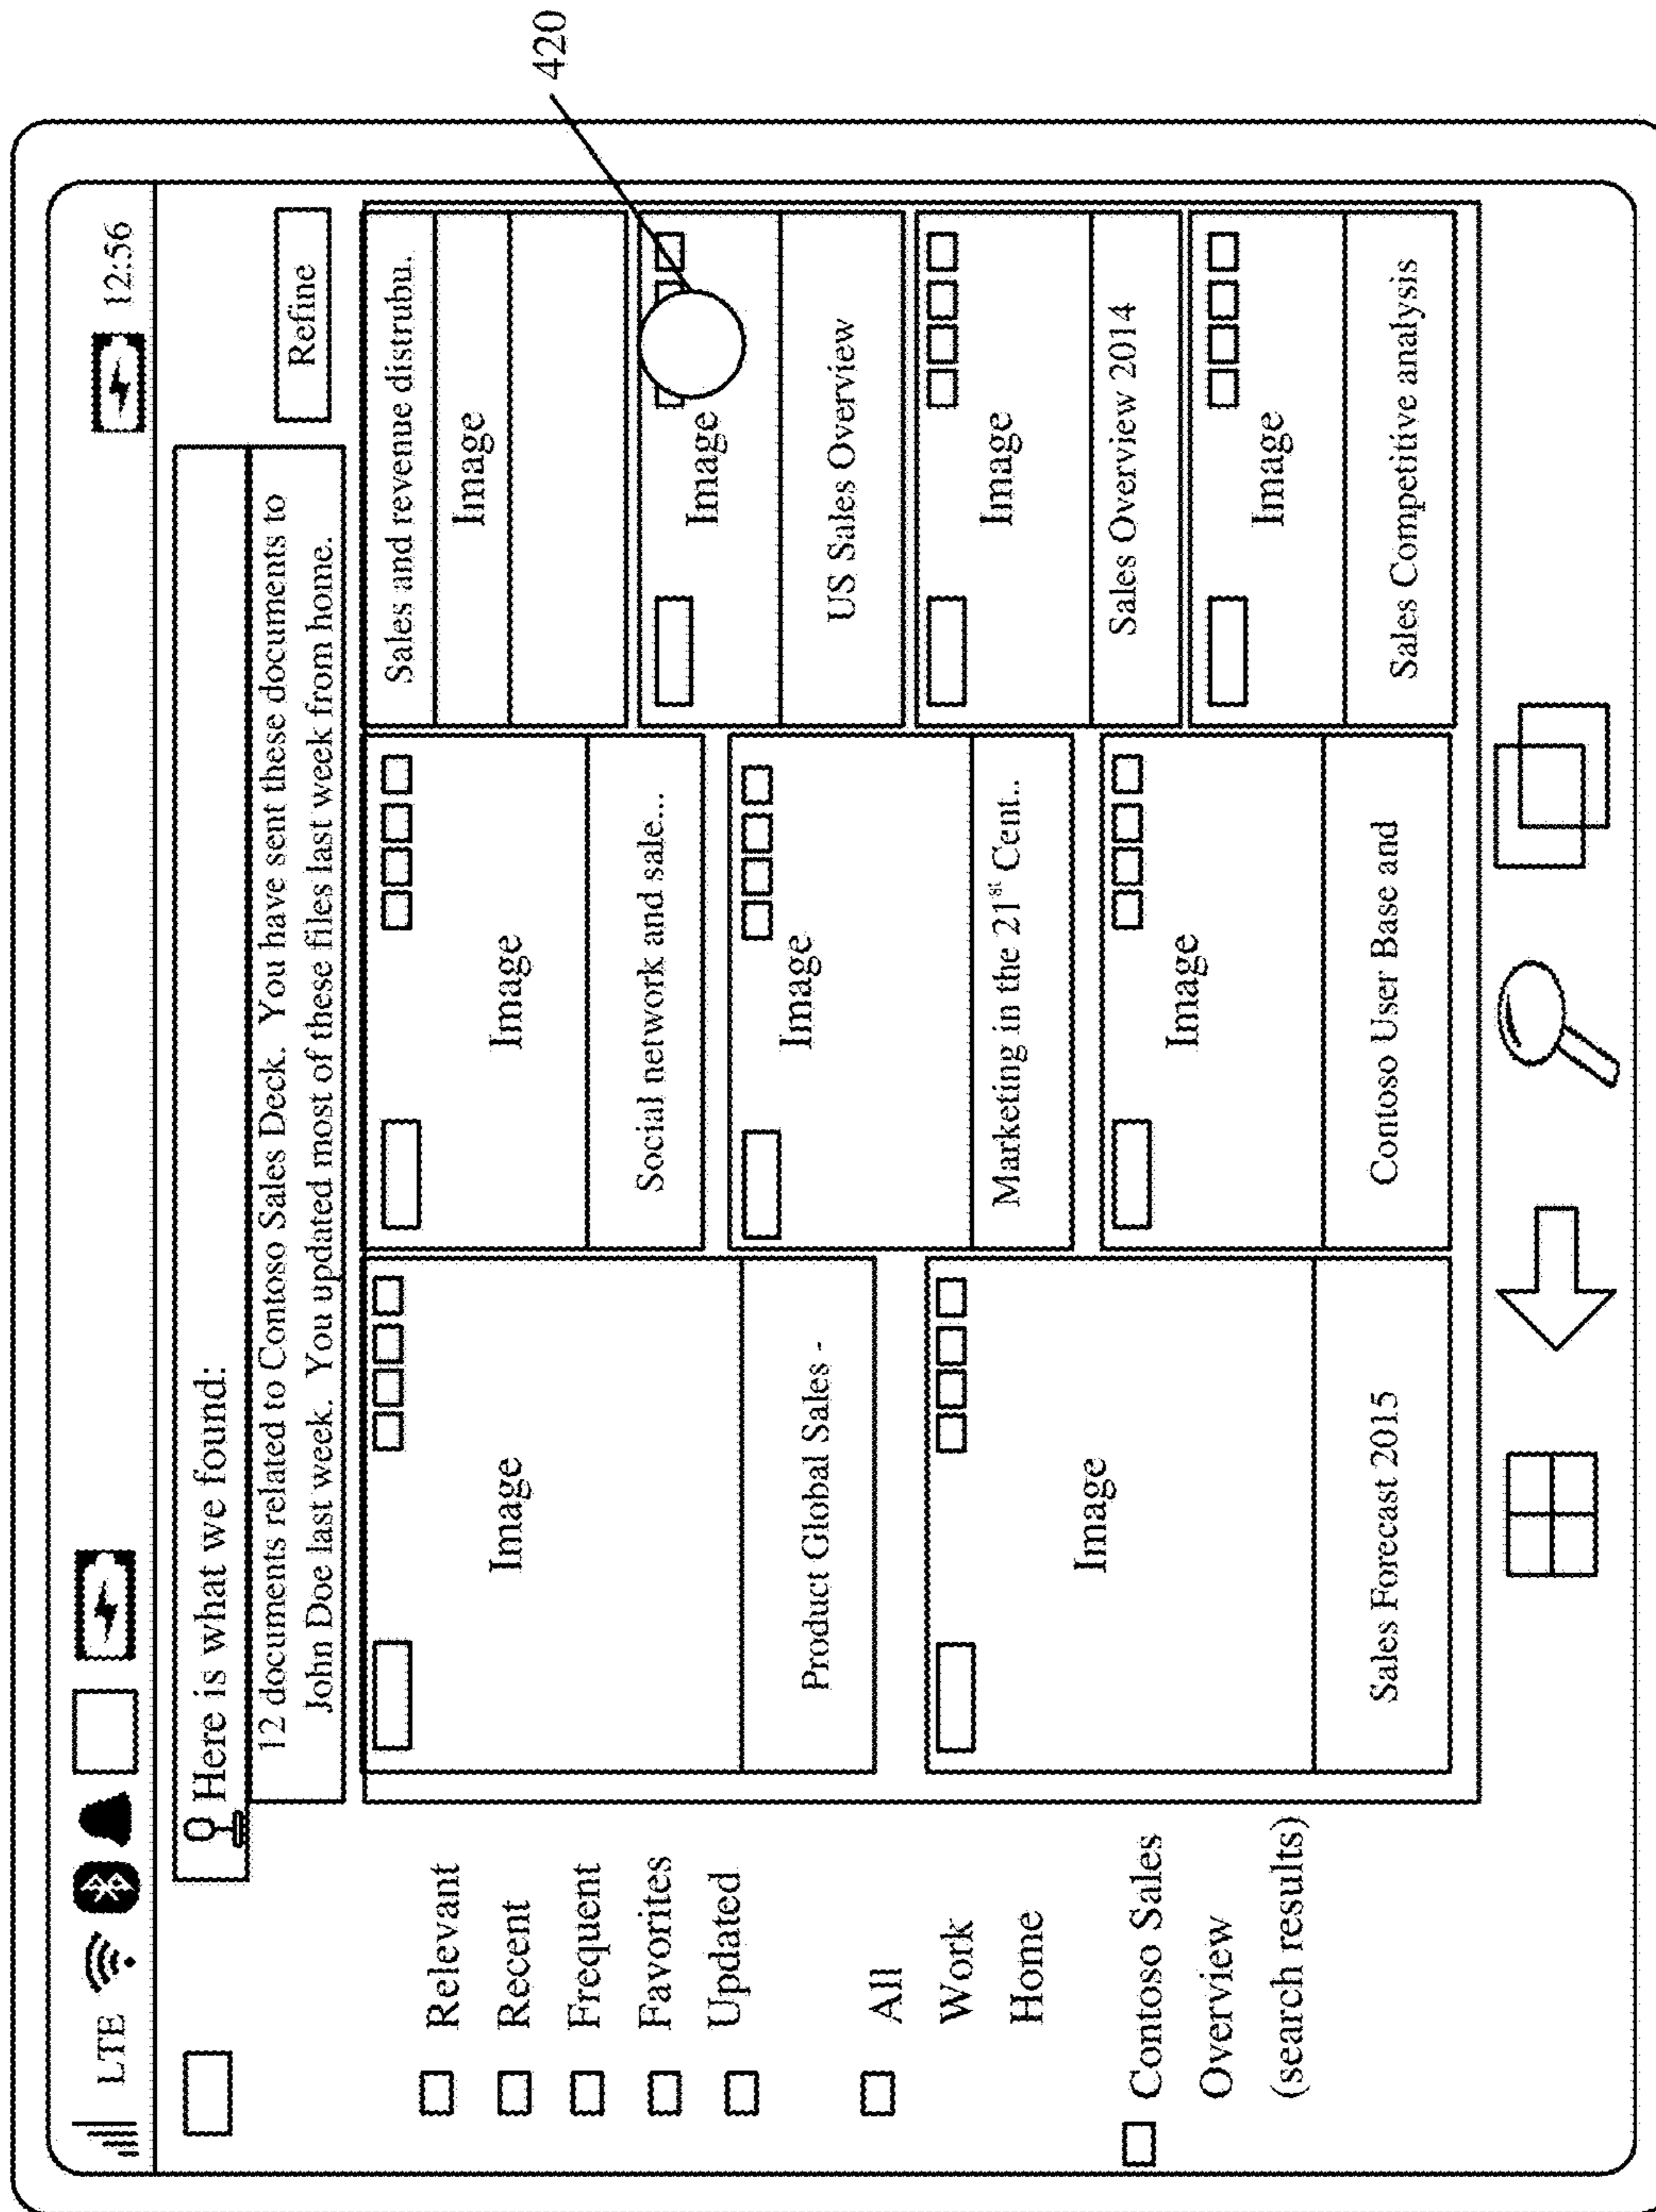 LTE
12:56
Here is what we found:
Refine
12 documents related to Contoso Sales Deck. You have sent these documents to
John Doe last week. You updated most of these files last week from home.
420
Relevant
Recent
Frequent
Favorites
Updated
All
Work
Home
Contoso Sales
Overview
(search results)
Image
Product Global Sales -
Image
Sales Forecast 2015
Image
Social network and sale...
Image
Marketing in the 21st Cent..
Image
Contoso User Base and
Sales and revenue distrubu.
Image
Image
US Sales Overview
Image
Sales Overview 2014
Image
Sales Competitive analysis